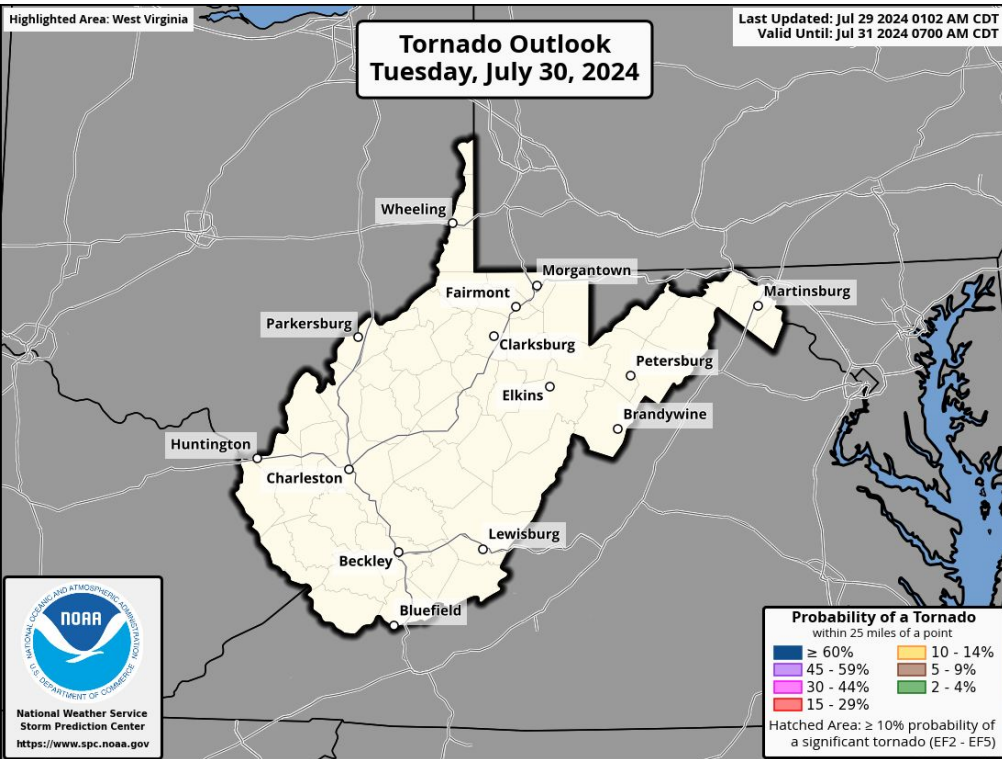 Highlighted Area: West Virginia
Last Updated: Jul 29 2024 0102 AM CDT
Valid Until: Jul 31 2024 0700 AM CDT
Tornado Outlook
Tuesday, July 30, 2024
Wheeling
Morgantown
Fairmont
Martinsburg
Parkersburg
Clarksburg
Petersburg
Elkins
Brandywine
Huntington
Charleston
Lewisburg
Beckley
Bluefield
NATIONAL OCEANIC AND ATMOSPHERIC ADMINISTRATION
NOAA
U.S. DEPARTMENT OF COMMERCE
National Weather Service
Storm Prediction Center
https://www.spc.noaa.gov
Probability of a Tornado
within 25 miles of a point
≥ 60% 10 - 14%
45 - 59% 5 - 9%
30 - 44% 2 - 4%
15 - 29%
Hatched Area: ≥ 10% probability of
a significant tornado (EF2 - EF5)